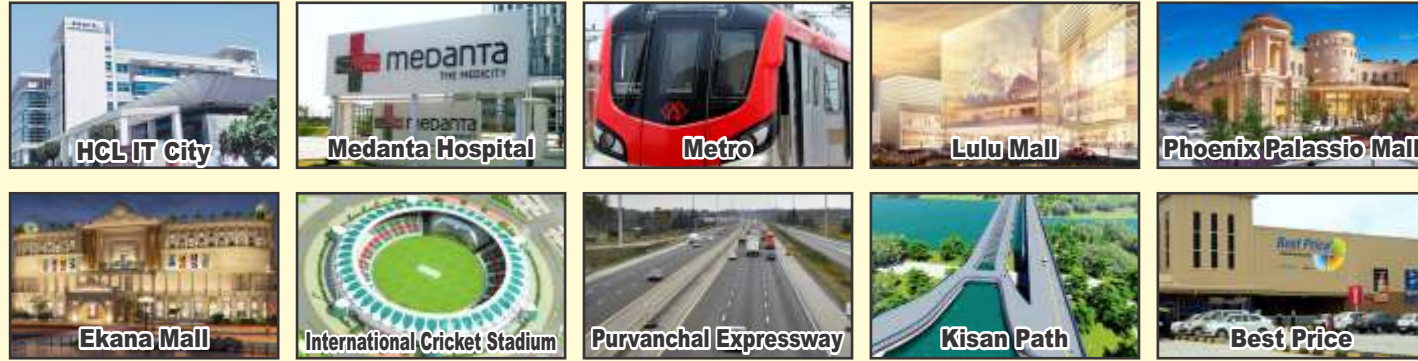 medanta
THE MEDICITY
medanta
HCL IT City
Medanta Hospital
Metro
Lulu Mall
Phoenix Palassio Mall
Best Price
Ekana Mall
International Cricket Stadium
Purvanchal Expressway
Kisan Path
Best Price